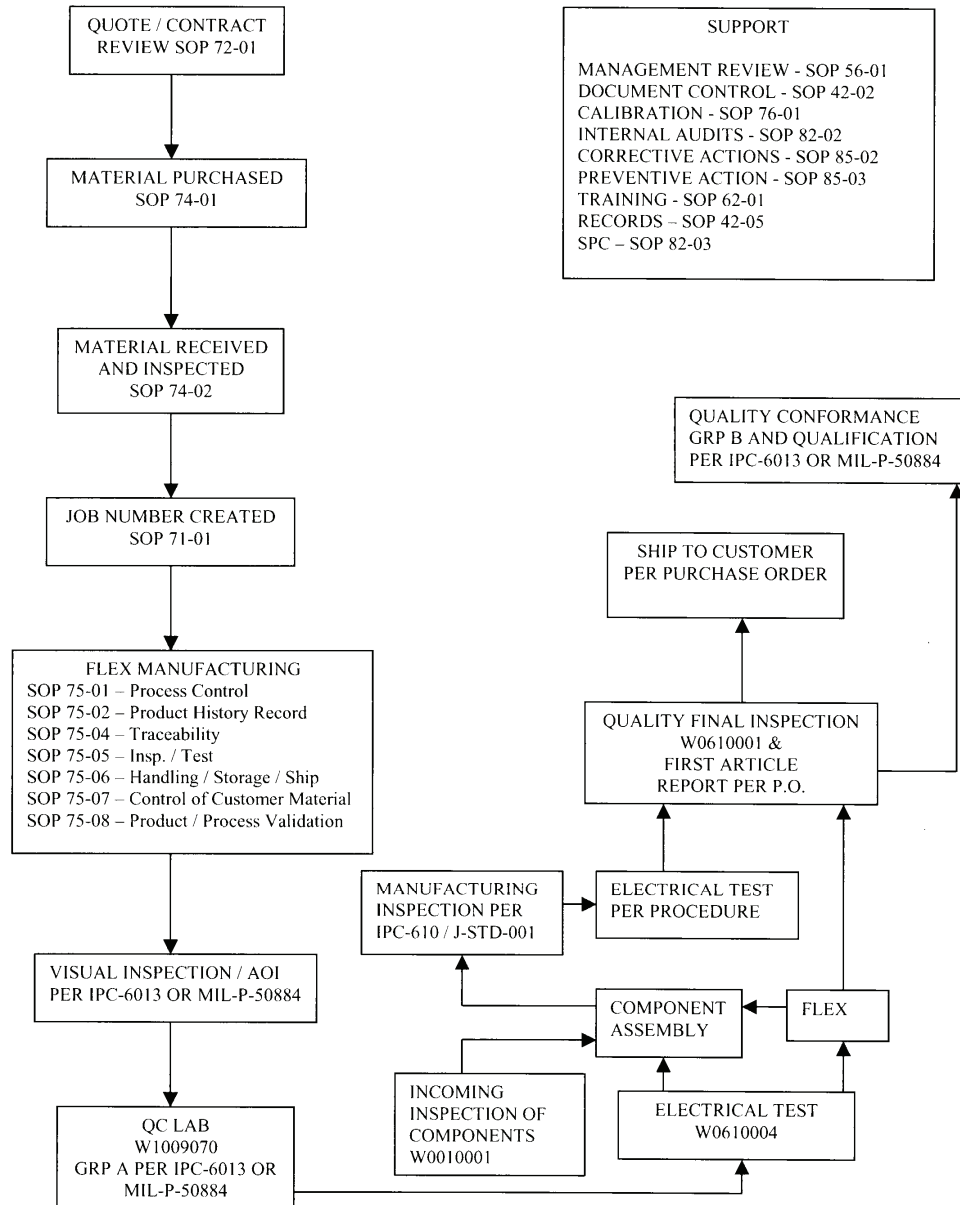 QUOTE / CONTRACT
REVIEW SOP 72-01
MATERIAL PURCHASED
SOP 74-01
MATERIAL RECEIVED
AND INSPECTED
SOP 74-02
JOB NUMBER CREATED
SOP 71-01
FLEX MANUFACTURING
SOP 75-01 – Process Control
SOP 75-02 – Product History Record
SOP 75-04 – Traceability
SOP 75-05 – Insp. / Test
SOP 75-06 – Handling / Storage / Ship
SOP 75-07 – Control of Customer Material
SOP 75-08 – Product / Process Validation
VISUAL INSPECTION / AOI
PER IPC-6013 OR MIL-P-50884
QC LAB
W1009070
GRP A PER IPC-6013 OR
MIL-P-50884
SUPPORT
MANAGEMENT REVIEW - SOP 56-01
DOCUMENT CONTROL - SOP 42-02
CALIBRATION - SOP 76-01
INTERNAL AUDITS - SOP 82-02
CORRECTIVE ACTIONS - SOP 85-02
PREVENTIVE ACTION - SOP 85-03
TRAINING - SOP 62-01
RECORDS – SOP 42-05
SPC – SOP 82-03
QUALITY CONFORMANCE
GRP B AND QUALIFICATION
PER IPC-6013 OR MIL-P-50884
SHIP TO CUSTOMER
PER PURCHASE ORDER
QUALITY FINAL INSPECTION
W0610001 &
FIRST ARTICLE
REPORT PER P.O.
MANUFACTURING
INSPECTION PER
IPC-610 / J-STD-001
ELECTRICAL TEST
PER PROCEDURE
COMPONENT
ASSEMBLY
FLEX
INCOMING
INSPECTION OF
COMPONENTS
W0010001
ELECTRICAL TEST
W0610004